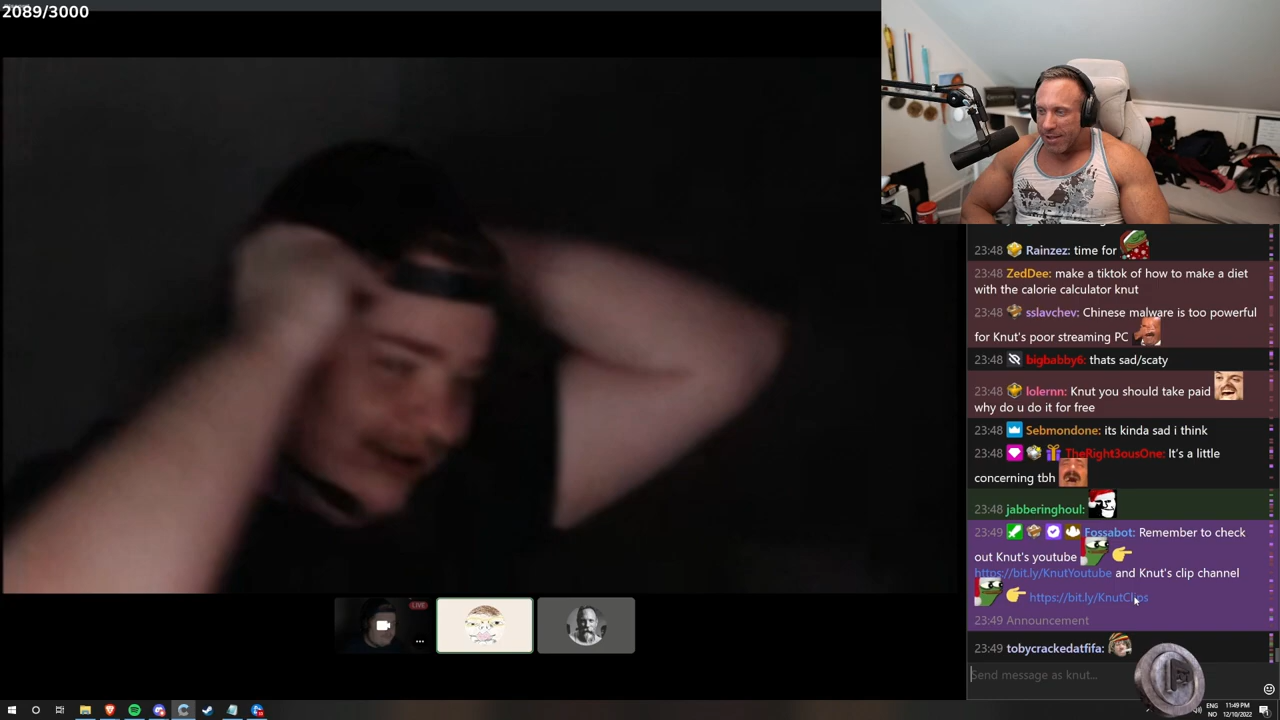 2089/3000
23:48 Rainzez: time for
23:48 ZedDee: make a tiktok of how to make a diet
with the calorie calculator knut
23:48 sslavchev: Chinese malware is too powerful
for Knut's poor streaming PC
23:48 bigbabby6: thats sad/scaty
23:48 lolernn: Knut you should take paid
why do u do it for free
23:48 Sebmondone: its kinda sad i think
23:48 TheRight3ousOne: It's a little
concerning tbh
23:48 jabberinghoul:
23:49 Fossabot: Remember to check
out Knut's youtube
https://bit.ly/KnutYoutube and Knut's clip channel
https://bit.ly/KnutClips
23:49 Announcement
23:49 tobycrackedatfifa:
Send message as knut...
LIVE
ENG 11:49 PM
NO 12/10/2022